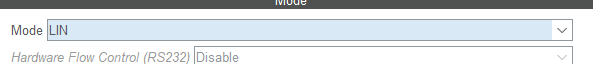 Mode
Mode LIN
Hardware Flow Control (RS232) Disable